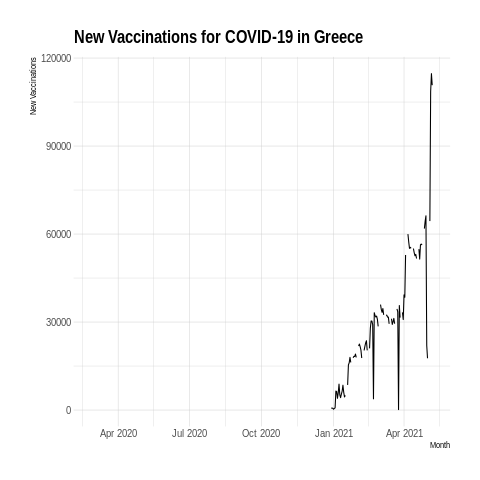 New Vaccinations for COVID-19 in Greece
New Vaccinations
120000
90000
60000
30000
0
Apr 2020 Jul 2020 Oct 2020 Jan 2021 Apr 2021
Month